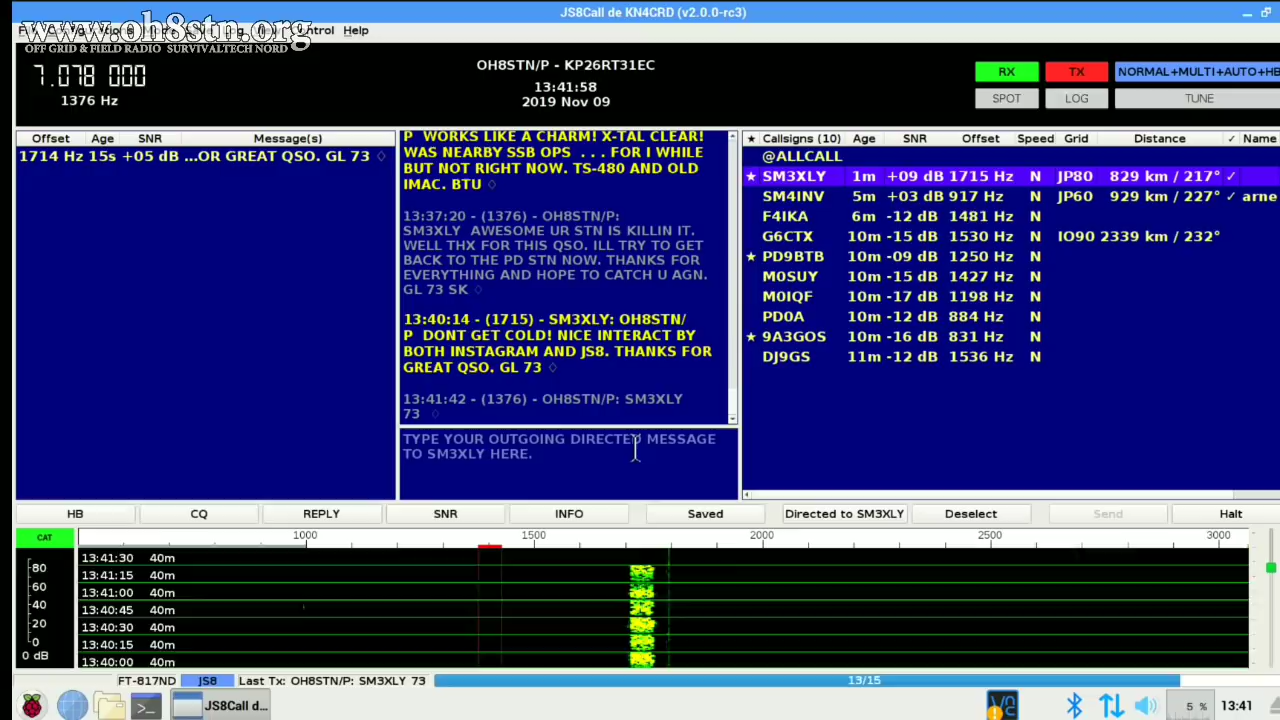 JS8Call de KN4CRD (v2.0.0-rc3)
www.oh8stn.org
Help
OFF GRID & FIELD RADIO SURVIVALTECH NORD
7.078 000
1376 Hz
OH8STN/P - KP26RT31EC
13:41:58
2019 Nov 09
RX TX NORMAL+MULTI+AUTO+HB
SPOT LOG TUNE
Offset Age SNR Message(s)
1714 Hz 15s +05 dB ...OR GREAT QSO. GL 73 ♢
P WORKS LIKE A CHARM! X-TAL CLEAR!
WAS NEARBY SSB OPS . . . FOR I WHILE
BUT NOT RIGHT NOW. TS-480 AND OLD
IMAC. BTU ♢
13:37:20 - (1376) - OH8STN/P:
SM3XLY AWESOME UR STN IS KILLIN IT.
WELL THX FOR THIS QSO. ILL TRY TO GET
BACK TO THE PD STN NOW. THANKS FOR
EVERYTHING AND HOPE TO CATCH U AGN.
GL 73 SK ♢
13:40:14 - (1715) - SM3XLY: OH8STN/
P DONT GET COLD! NICE INTERACT BY
BOTH INSTAGRAM AND JS8. THANKS FOR
GREAT QSO. GL 73 ♢
13:41:42 - (1376) - OH8STN/P: SM3XLY
73 ♢
TYPE YOUR OUTGOING DIRECTED MESSAGE
TO SM3XLY HERE.
★ Callsigns (10) Age SNR Offset Speed Grid Distance ✓ Name
@ALLCALL
★ SM3XLY 1m +09 dB 1715 Hz N JP80 829 km / 217° ✓
SM4INV 5m +03 dB 917 Hz N JP60 929 km / 227° ✓ arne
F4IKA 6m -12 dB 1481 Hz N
G6CTX 10m -15 dB 1530 Hz N IO90 2339 km / 232°
★ PD9BTB 10m -09 dB 1250 Hz N
M0SUY 10m -15 dB 1427 Hz N
M0IQF 10m -17 dB 1198 Hz N
PD0A 10m -12 dB 884 Hz N
★ 9A3GOS 10m -16 dB 831 Hz N
DJ9GS 11m -12 dB 1536 Hz N
HB CQ REPLY SNR INFO Saved Directed to SM3XLY Deselect Send Halt
CAT 1000 1500 2000 2500 3000
13:41:30 40m
80 13:41:15 40m
60 13:41:00 40m
40 13:40:45 40m
20 13:40:30 40m
0 13:40:15 40m
0 dB 13:40:00 40m
FT-817ND JS8 Last Tx: OH8STN/P: SM3XLY 73 13/15
JS8Call d... 5 % 13:41